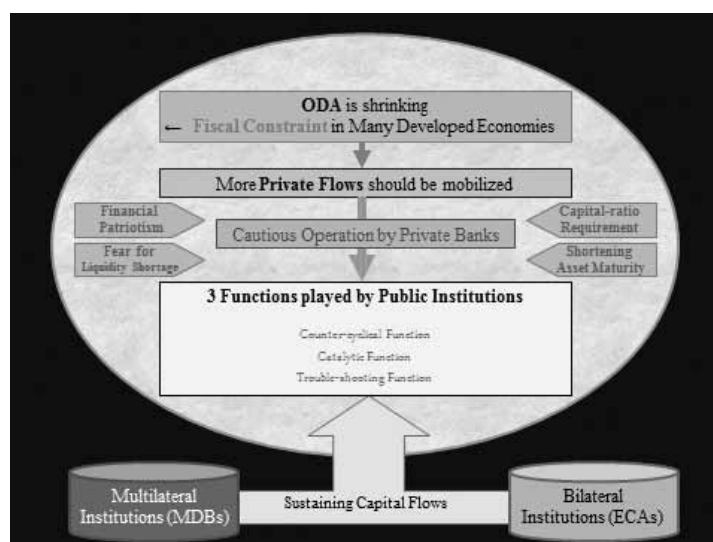 ODA is shrinking
← Fiscal Constraint in Many Developed Economies
More Private Flows should be mobilized
Financial
Patriotism
Capital-ratio
Requirement
Cautious Operation by Private Banks
Fear for
Liquidity Shortage
Shortening
Asset Maturity
3 Functions played by Public Institutions
Counter-cyclical Function
Catalytic Function
Trouble-shooting Function
Multilateral
Institutions (MDBs)
Sustaining Capital Flows
Bilateral
Institutions (ECAs)